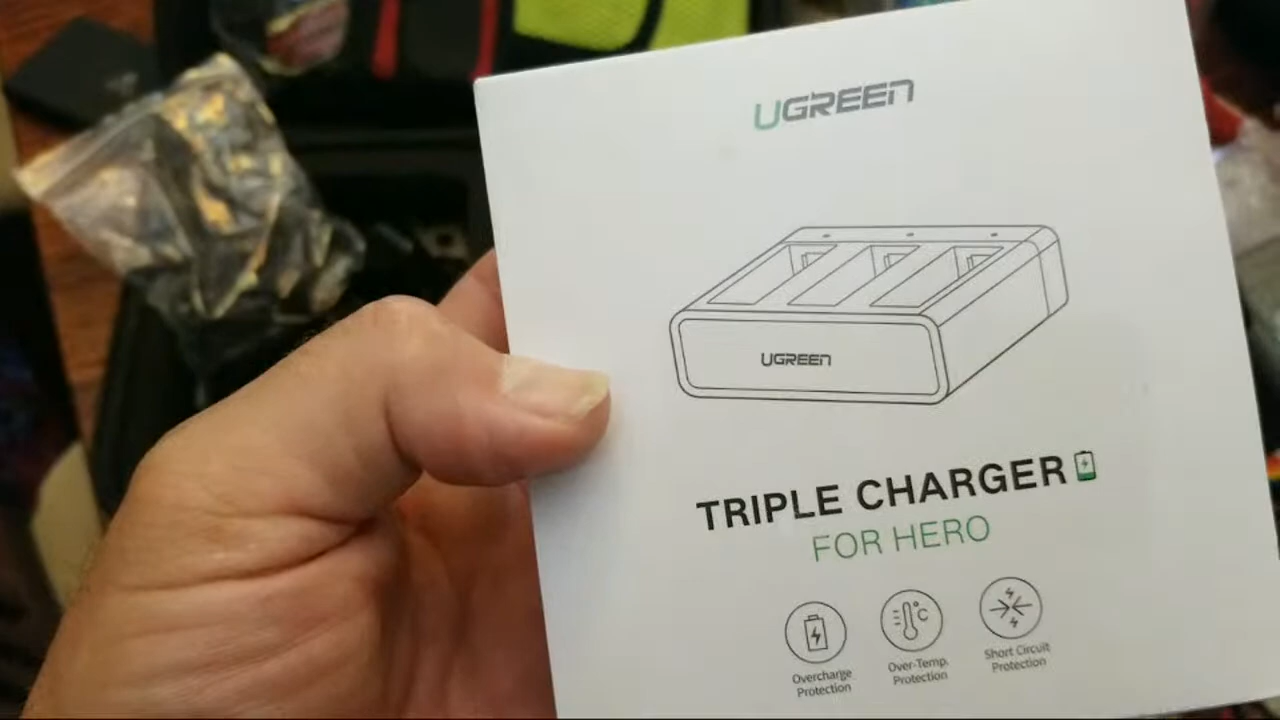 UGREEN
UGREEN
TRIPLE CHARGER
FOR HERO
Overcharge
Protection
Over-Temp.
Protection
Short Circuit
Protection